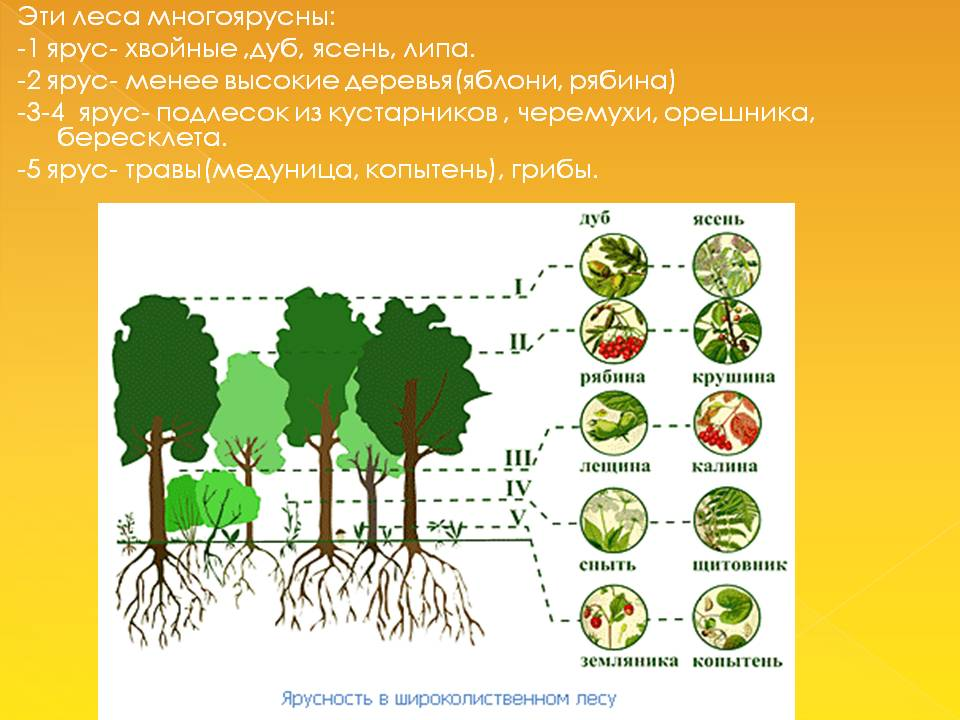 Эти леса многоярусны:
-1 ярус- хвойные ,дуб, ясень, липа.
-2 ярус- менее высокие деревья(яблони, рябина)
-3-4 ярус- подлесок из кустарников , черемухи, орешника,
бересклета.
-5 ярус- травы(медуница, копытень), грибы.
дуб ясень
I
II
рябина крушина
III
лещина калина
IV
V
сныть щитовник
земляника копытень
Ярусность в широколиственном лесу